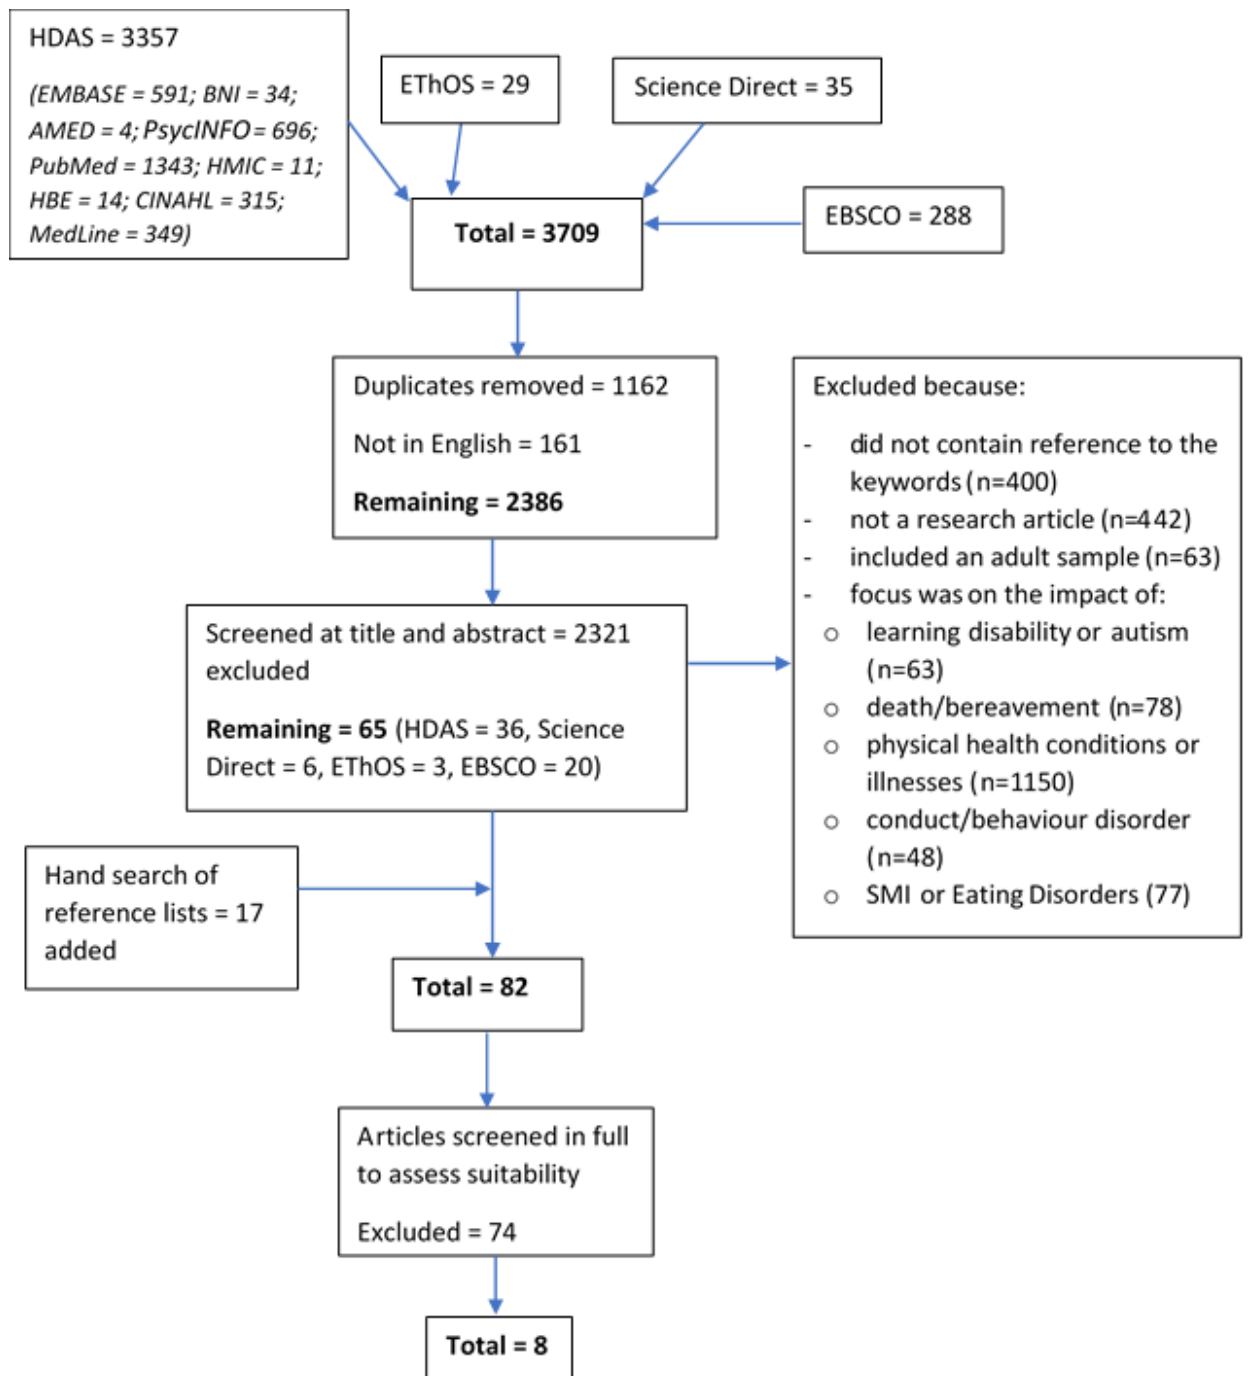 HDAS = 3357
(EMBASE = 591; BNI = 34;
AMED = 4; PsycINFO = 696;
PubMed = 1343; HMIC = 11;
HBE = 14; CINAHL = 315;
MedLine = 349)
EThOS = 29
Science Direct = 35
Total = 3709
EBSCO = 288
Duplicates removed = 1162
Not in English = 161
Remaining = 2386
Excluded because:
- did not contain reference to the
keywords (n=400)
- not a research article (n=442)
- included an adult sample (n=63)
- focus was on the impact of:
o learning disability or autism
(n=63)
o death/bereavement (n=78)
o physical health conditions or
illnesses (n=1150)
o conduct/behaviour disorder
(n=48)
o SMI or Eating Disorders (77)
Screened at title and abstract = 2321
excluded
Remaining = 65 (HDAS = 36, Science
Direct = 6, EThOS = 3, EBSCO = 20)
Hand search of
reference lists = 17
added
Total = 82
Articles screened in full
to assess suitability
Excluded = 74
Total = 8